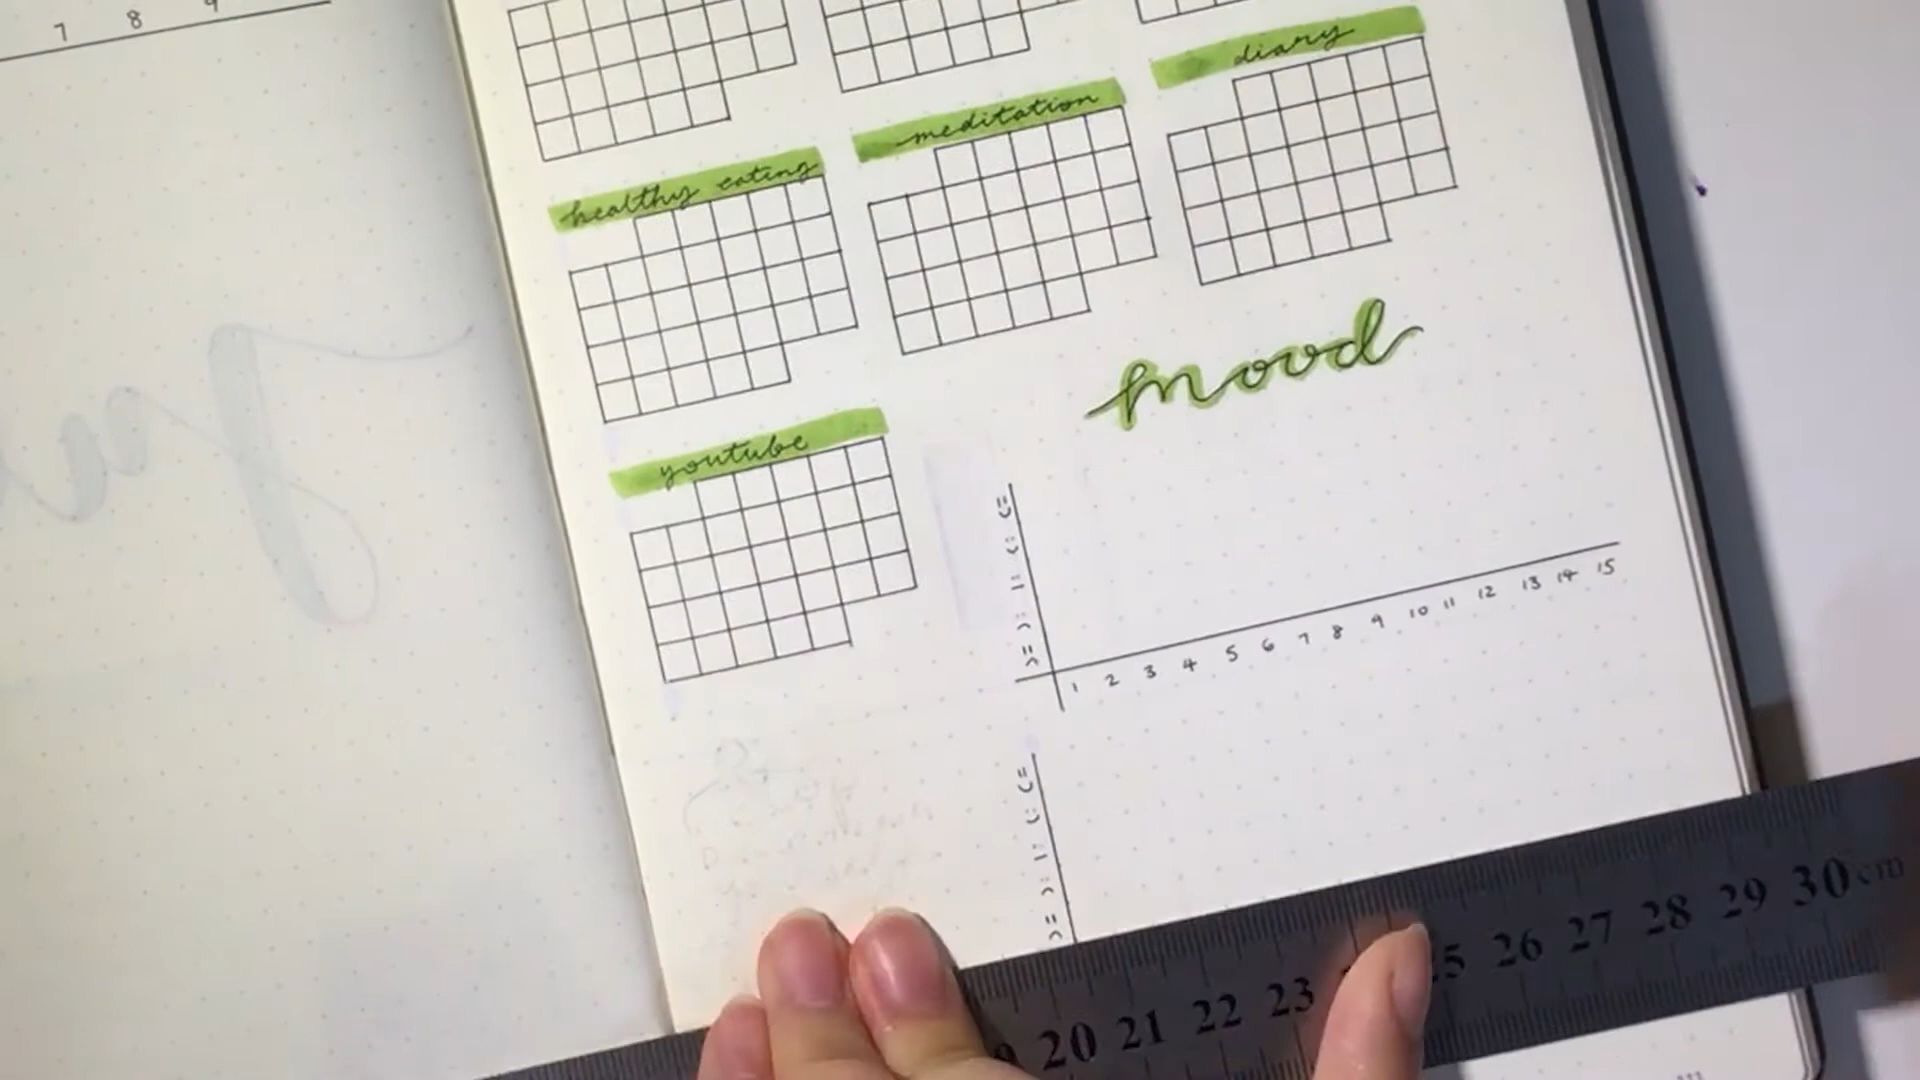 7 8 9
diary
meditation
healthy eating
mood
youtube
(= (: |: ): )=
1 2 3 4 5 6 7 8 9 10 11 12 13 14 15
(= (: |: ): )=
20 21 22 23 25 26 27 28 29 30 cm